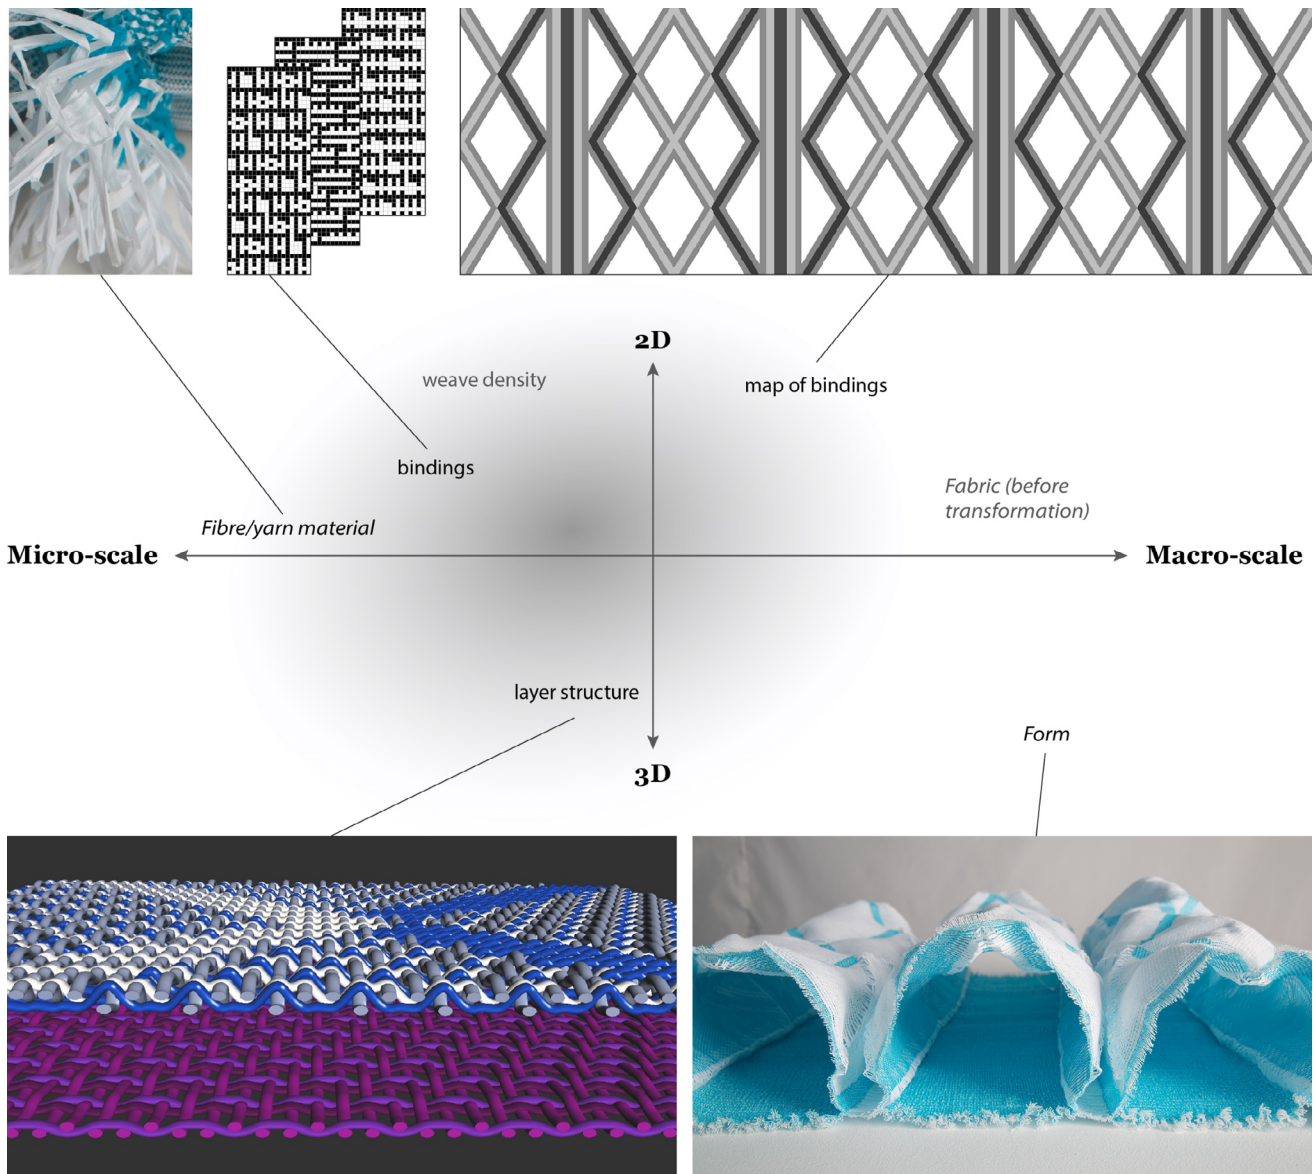 2D
weave density
map of bindings
bindings
Fabric (before
transformation)
Fibre/yarn material
Micro-scale
Macro-scale
layer structure
Form
3D